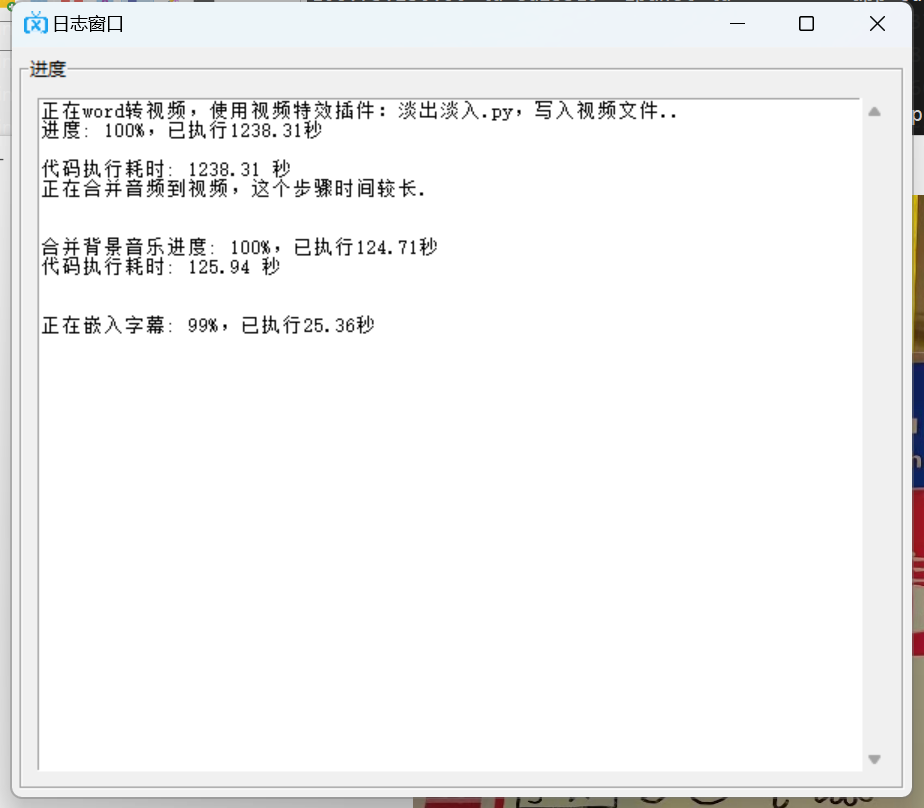 日志窗口
进度
正在word转视频，使用视频特效插件：淡出淡入.py，写入视频文件..
进度: 100%，已执行1238.31秒
代码执行耗时: 1238.31 秒
正在合并音频到视频，这个步骤时间较长.
合并背景音乐进度: 100%，已执行124.71秒
代码执行耗时: 125.94 秒
正在嵌入字幕: 99%，已执行25.36秒